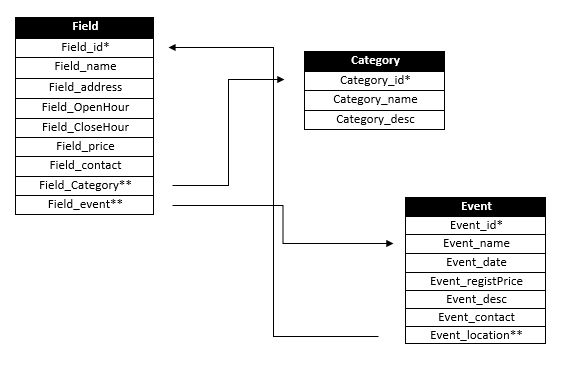 Field
Field_id*
Field_name
Field_address
Field_OpenHour
Field_CloseHour
Field_price
Field_contact
Field_Category**
Field_event**
Category
Category_id*
Category_name
Category_desc
Event
Event_id*
Event_name
Event_date
Event_registPrice
Event_desc
Event_contact
Event_location**